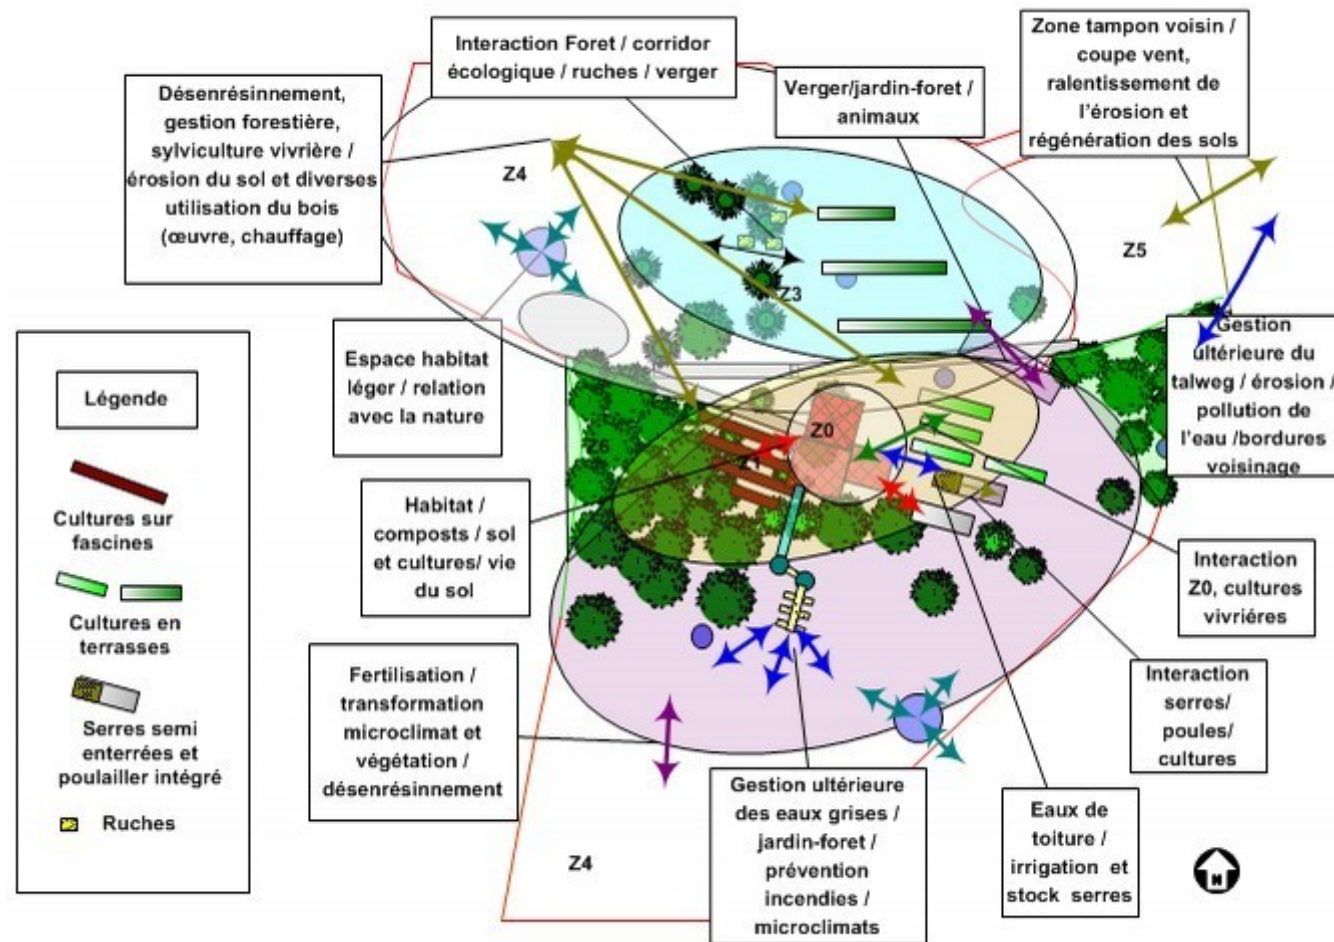 Interaction Foret / corridor
écologique / ruches / verger
Zone tampon voisin /
coupe vent,
ralentissement de
l'érosion et
régénération des sols
Désenrésinnement,
gestion forestière,
sylviculture vivrière /
érosion du sol et diverses
utilisation du bois
(œuvre, chauffage)
Verger/jardin-foret /
animaux
Z4
Z5
Z3
Gestion
ultérieure du
talweg / érosion /
pollution de
l'eau /bordures
voisinage
Espace habitat
léger / relation
avec la nature
Légende
Cultures sur
fascines
Cultures en
terrasses
Serres semi
enterrées et
poulailler intégré
Ruches
Z0
Z6
Habitat /
composts / sol
et cultures/ vie
du sol
Interaction
Z0, cultures
vivriéres
Fertilisation /
transformation
microclimat et
végétation /
désenrésinnement
Interaction
serres/
poules/
cultures
Gestion ultérieure
des eaux grises /
jardin-foret /
prévention
incendies /
microclimats
Eaux de
toiture /
irrigation et
stock serres
Z4
N